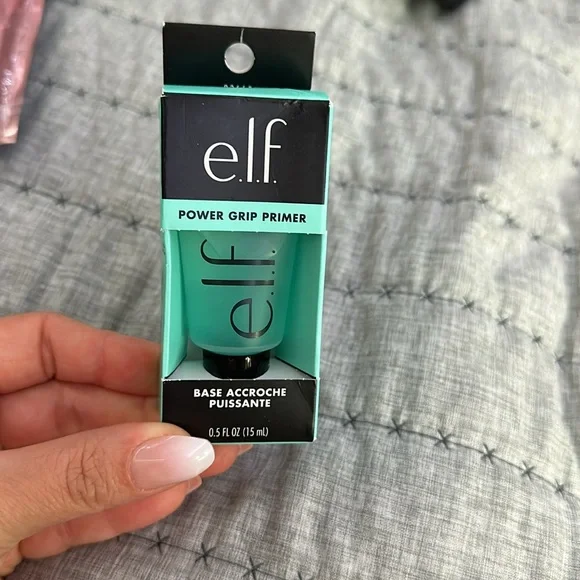 e.l.f.
POWER GRIP PRIMER
e.l.f.
BASE ACCROCHE
PUISSANTE
0.5 FL OZ (15 mL)